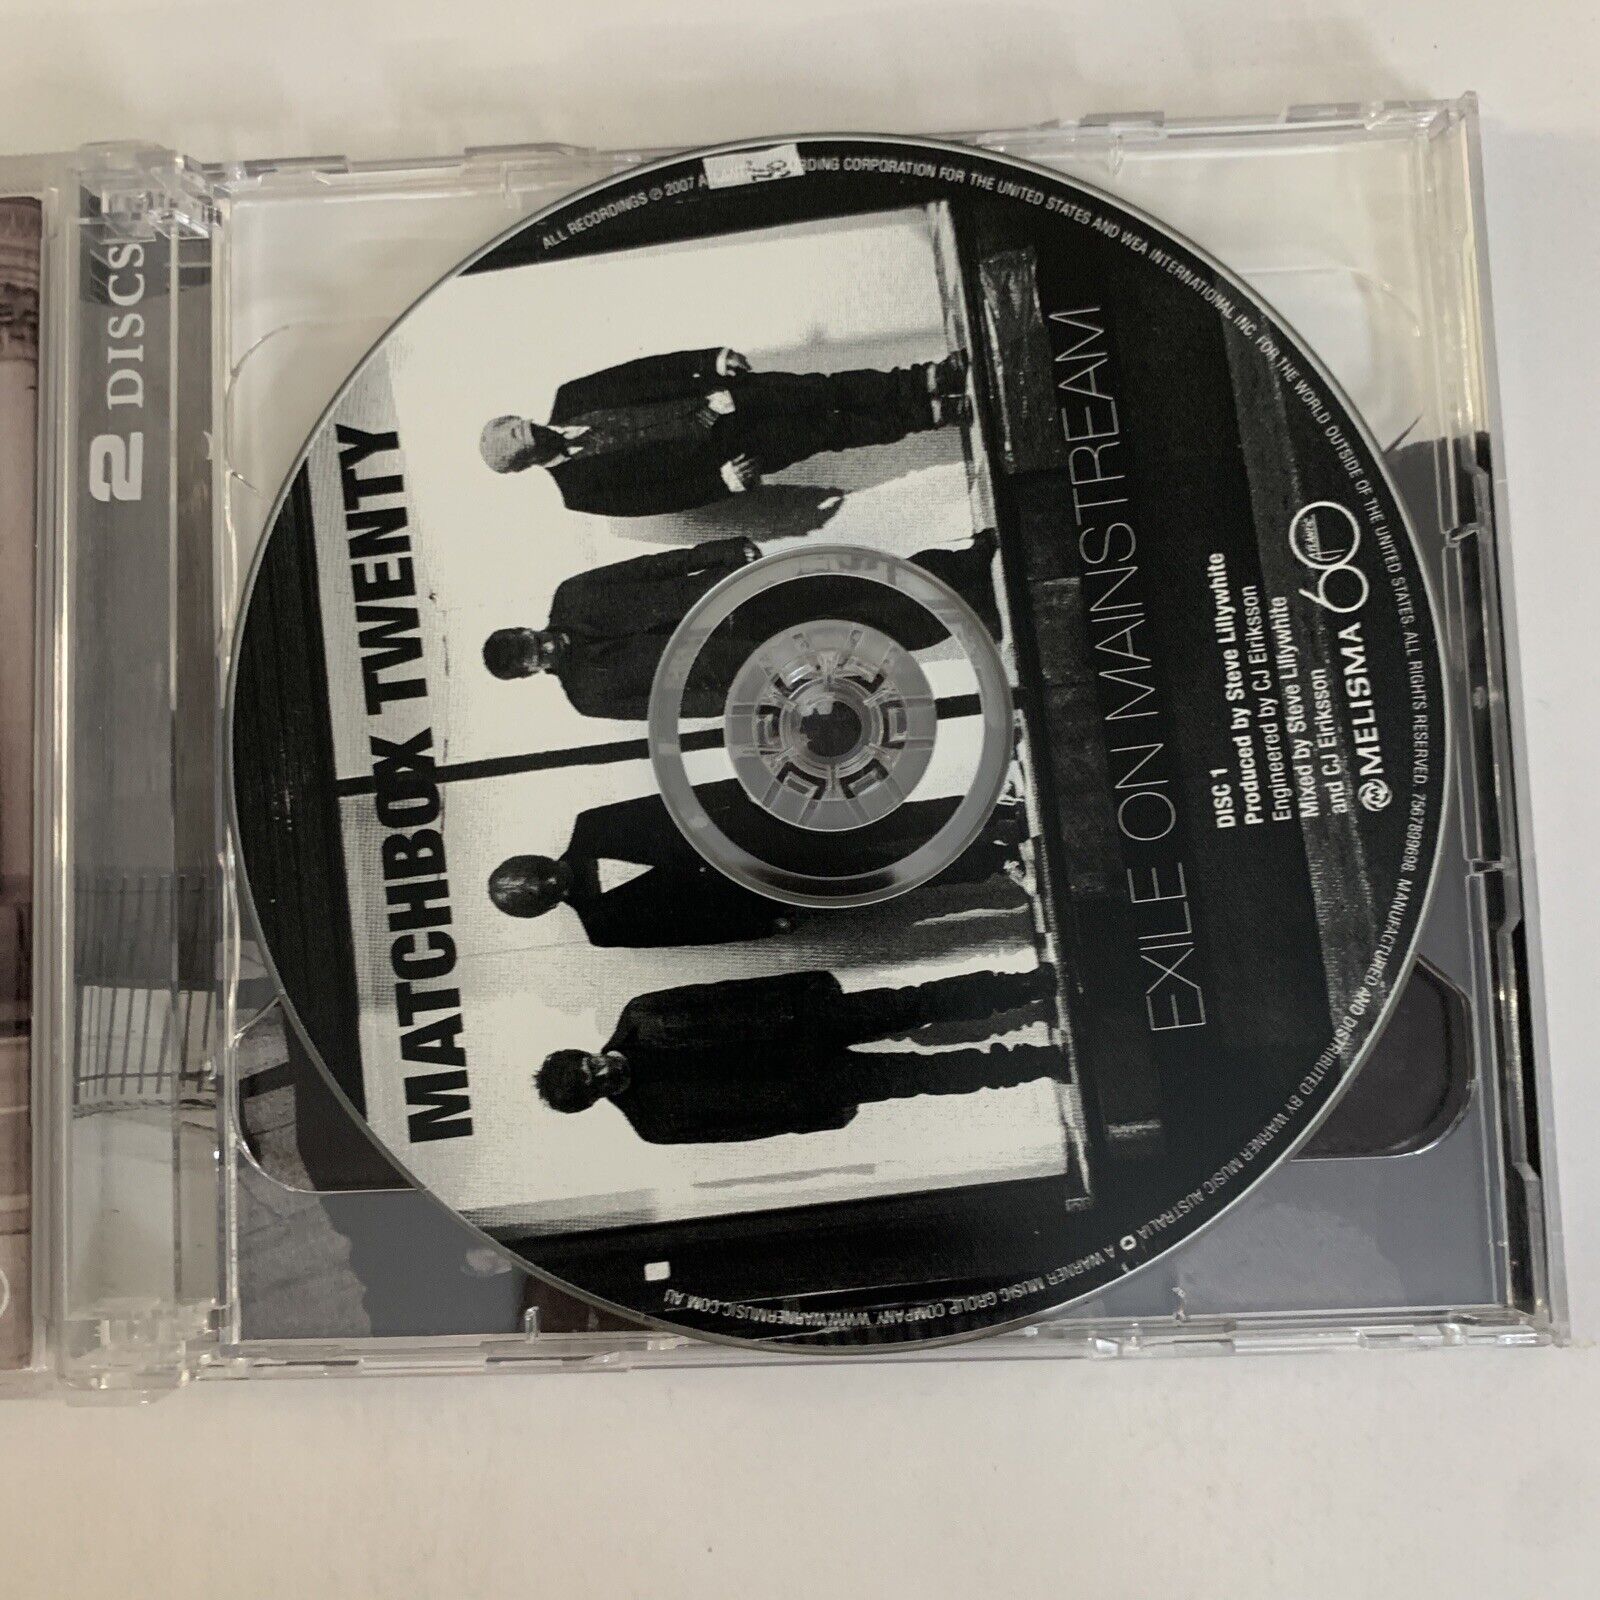 2 DISCS
MATCHBOX TWENTY
EXILE ON MAINSTREAM
DISC 1
Produced by Steve Lillywhite
Engineered by CJ Eiriksson
Mixed by Steve Lillywhite
and CJ Eiriksson
MELISMA
60
ALL RECORDINGS ℗ 2007 CORPORATION FOR THE UNITED STATES AND WEA INTERNATIONAL INC. FOR THE WORLD OUTSIDE OF THE UNITED STATES. ALL RIGHTS RESERVED. 7567899698. MANUFACTURED AND DISTRIBUTED BY WARNER MUSIC AUSTRALIA A WARNER MUSIC GROUP COMPANY. WWW.WARNERMUSIC.COM.AU